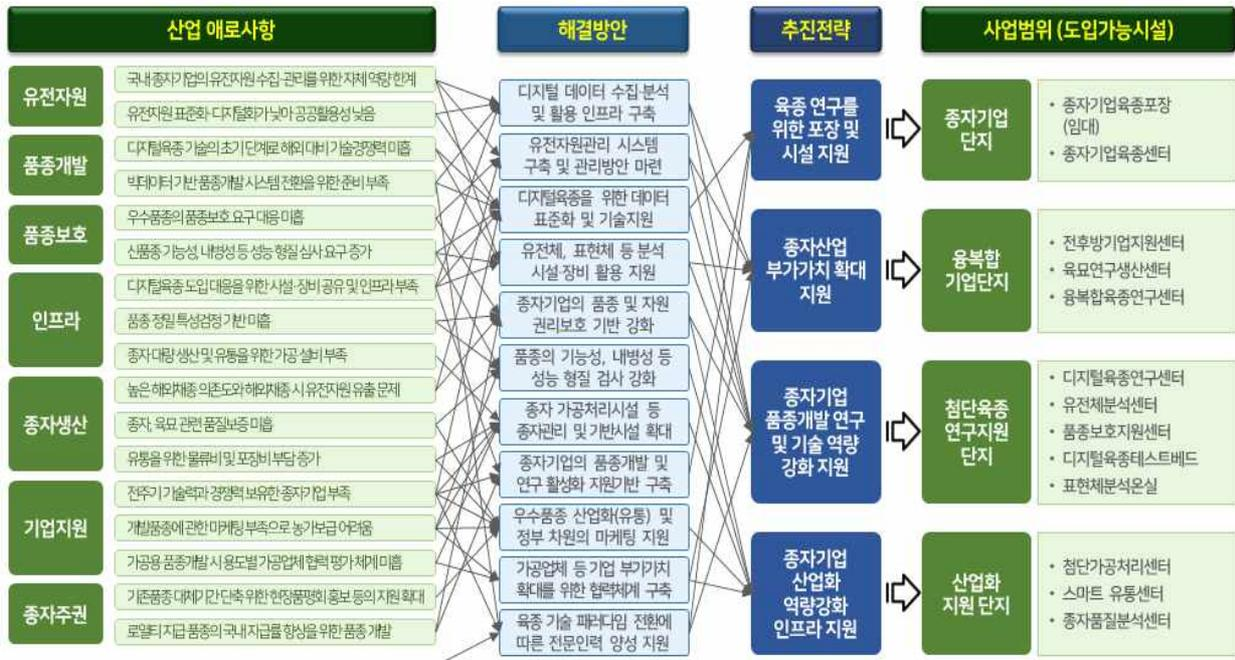 산업 애로사항
해결방안
추진전략
사업범위 (도입가능시설)
유전자원
국내 종자기업의 유전자원 수집·관리를 위한 자체 역량 한계
유전자원 표준화·디지털화가 낮아 공공활용성 낮음
품종개발
디지털육종 기술의 초기 단계로 해외 대비 기술경쟁력 미흡
빅데이터 기반 품종개발 시스템 전환을 위한 준비 부족
품종보호
우수품종의 품종보호 요구 대응 미흡
신품종 기능성, 내병성 등 성능 형질 심사 요구 증가
인프라
디지털육종 도입 대응을 위한 시설·장비 공유 및 인프라 부족
품종 정밀 특성검정 기반 미흡
종자 대량 생산 및 유통을 위한 가공 설비 부족
종자생산
높은 해외채종 의존도와 해외채종 시 유전자원 유출 문제
종자, 육묘 관련 품질보증 미흡
유통을 위한 물류비 및 포장비 부담 증가
기업지원
전주기 기술력과 경쟁력 보유한 종자기업 부족
개발품종에 관한 마케팅 부족으로 농가보급 어려움
가공용 품종개발 시 용도별 가공업체 협력 평가 체계 미흡
종자주권
기존품종 대체기간 단축 위한 현장품평회 홍보 등의 지원 확대
로열티 지급 품종의 국내 자급률 향상을 위한 품종 개발
디지털 데이터 수집·분석
및 활용 인프라 구축
유전자원관리 시스템
구축 및 관리방안 마련
디지털육종을 위한 데이터
표준화 및 기술지원
유전체, 표현체 등 분석
시설·장비 활용 지원
종자기업의 품종 및 자원
권리보호 기반 강화
품종의 기능성, 내병성 등
성능 형질 검사 강화
종자 가공처리시설 등
종자관리 및 기반시설 확대
종자기업의 품종개발 및
연구 활성화 지원기반 구축
우수품종 산업화(유통) 및
정부 차원의 마케팅 지원
가공업체 등 기업 부가가치
확대를 위한 협력체계 구축
육종 기술 패러다임 전환에
따른 전문인력 양성 지원
육종 연구를
위한 포장 및
시설 지원
종자산업
부가가치 확대
지원
종자기업
품종개발 연구
및 기술 역량
강화 지원
종자기업
산업화
역량강화
인프라 지원
종자기업
단지
• 종자기업육종포장
(임대)
• 종자기업육종센터
융복합
기업단지
• 전후방기업지원센터
• 육묘연구생산센터
• 융복합육종연구센터
첨단육종
연구지원
단지
• 디지털육종연구센터
• 유전체분석센터
• 품종보호지원센터
• 디지털육종테스트베드
• 표현체분석온실
산업화
지원 단지
• 첨단가공처리센터
• 스마트 유통센터
• 종자품질분석센터